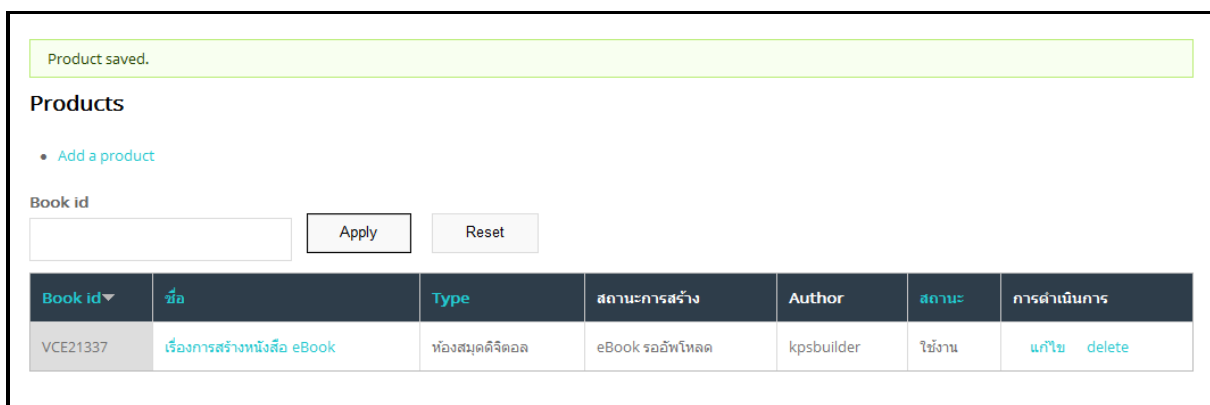 Product saved.
Products
Add a product
Book id
Apply Reset
Book id ชื่อ Type สถานะการสร้าง Author สถานะ การดำเนินการ
VCE21337 เรื่องการสร้างหนังสือ eBook ห้องสมุดดิจิตอล eBook รออัพโหลด kpsbuilder ใช้งาน แก้ไข delete